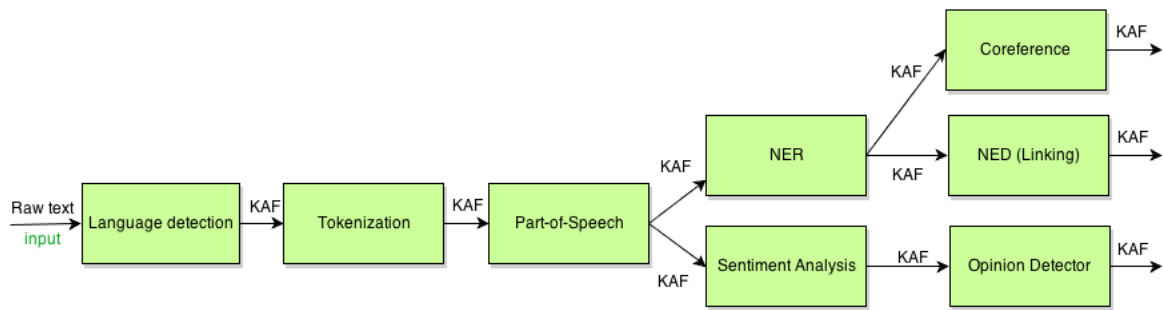 Raw text
input
Language detection
KAF
Tokenization
KAF
Part-of-Speech
KAF
KAF
NER
KAF
KAF
Coreference
KAF
NED (Linking)
KAF
Sentiment Analysis
KAF
Opinion Detector
KAF